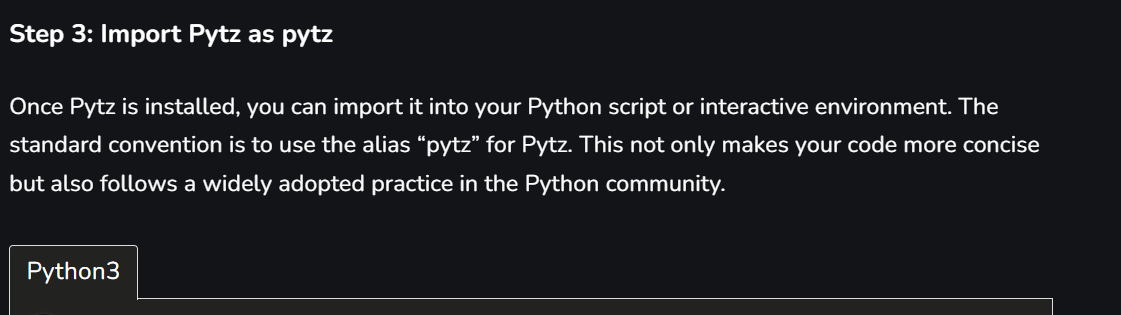 Step 3: Import Pytz as pytz
Once Pytz is installed, you can import it into your Python script or interactive environment. The
standard convention is to use the alias “pytz” for Pytz. This not only makes your code more concise
but also follows a widely adopted practice in the Python community.
Python3